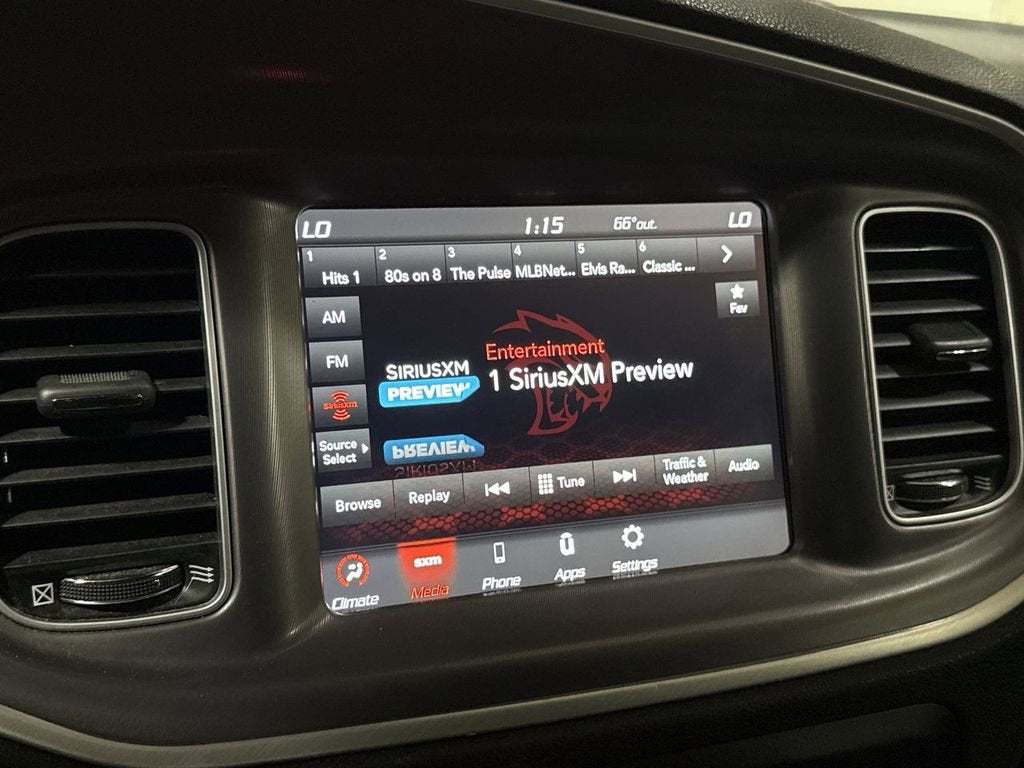 LO 1:15 66°out. LO
1 2 3 4 5 6
Hits 1 80s on 8 The Pulse MLBNet... Elvis Ra... Classic ...
AM
Fav
FM
Entertainment
SIRIUSXM
PREVIEW
1 SiriusXM Preview
siriusxm
Source
Select
PREVIEW
SIRIUSXM
Browse Replay Tune Traffic &
Weather Audio
sxm
Climate Media Phone Apps Settings